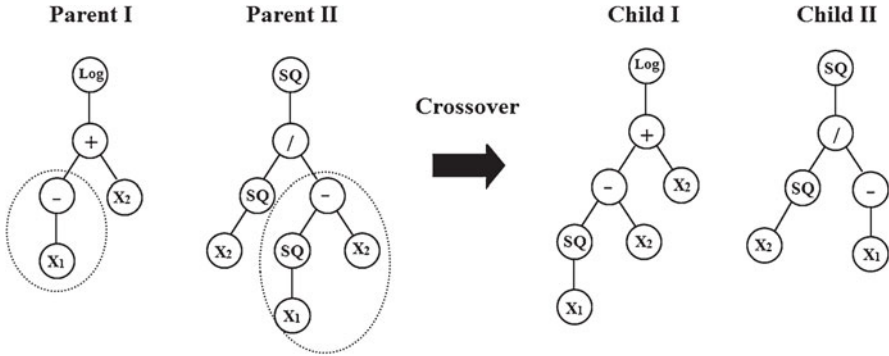 Parent I
Parent II
Child I
Child II
Log
SQ
Log
SQ
Crossover
+
/
+
/
-
X2
SQ
-
-
X2
SQ
-
X1
X2
SQ
X2
SQ
X2
X2
X1
X1
X1